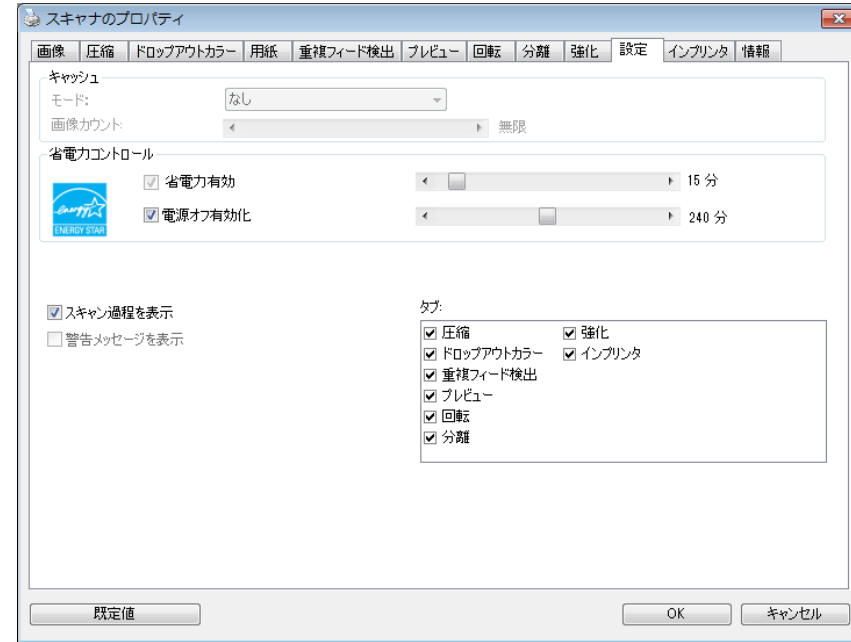 スキャナのプロパティ
画像 圧縮 ドロップアウトカラー 用紙 重複フィード検出 プレビュー 回転 分離 強化 設定 インプリンタ 情報
キャッシュ
モード: なし
画像カウント: 無限
省電力コントロール
省電力有効 15 分
energy
ENERGY STAR
電源オフ有効化 240 分
スキャン過程を表示
警告メッセージを表示
タブ:
圧縮 強化
ドロップアウトカラー インプリンタ
重複フィード検出
プレビュー
回転
分離
既定値 OK キャンセル